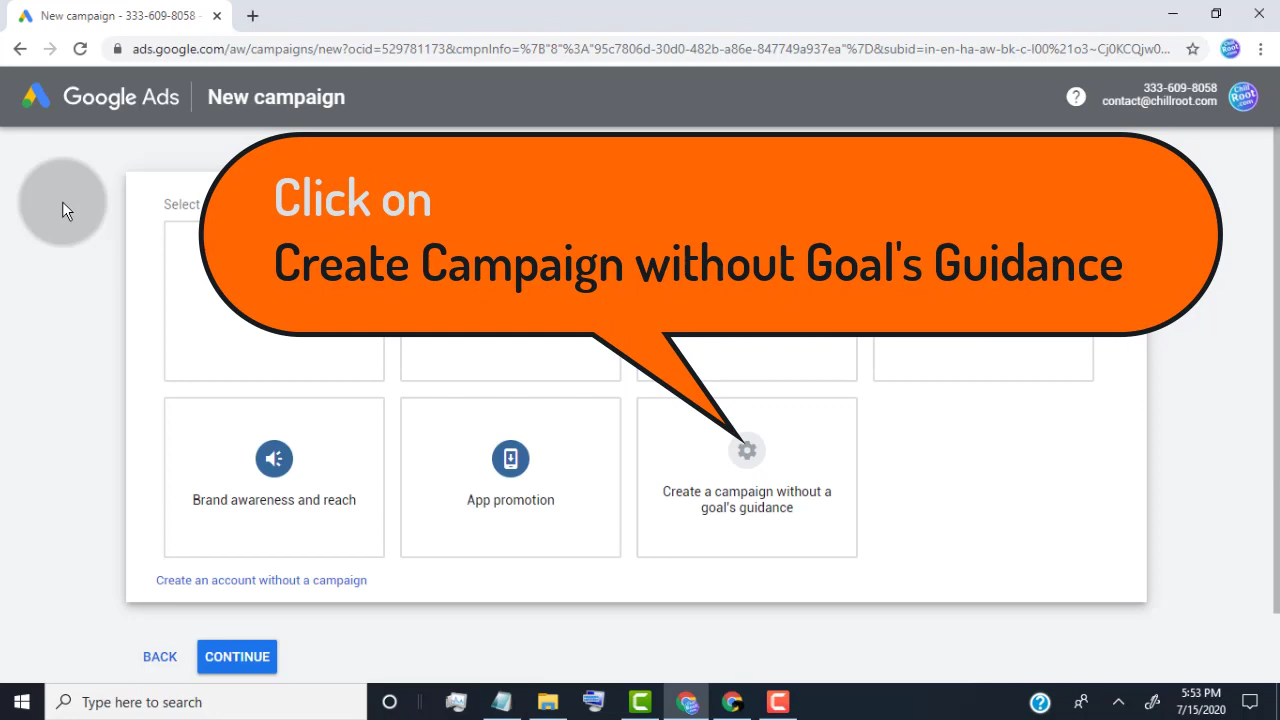 New campaign - 333-609-8058 -
ads.google.com/aw/campaigns/new?ocid=529781173&cmpnInfo=%7B"8"%3A"95c7806d-30d0-482b-a86e-847749a937ea"%7D&subid=in-en-ha-aw-bk-c-l00%21o3~Cj0KCQjw0...
Google Ads
New campaign
333-609-8058
contact@chillroot.com
Chill
Root
.com
Click on
Create Campaign without Goal's Guidance
Select
Brand awareness and reach
App promotion
Create a campaign without a
goal's guidance
Create an account without a campaign
BACK
CONTINUE
Type here to search
5:53 PM
7/15/2020